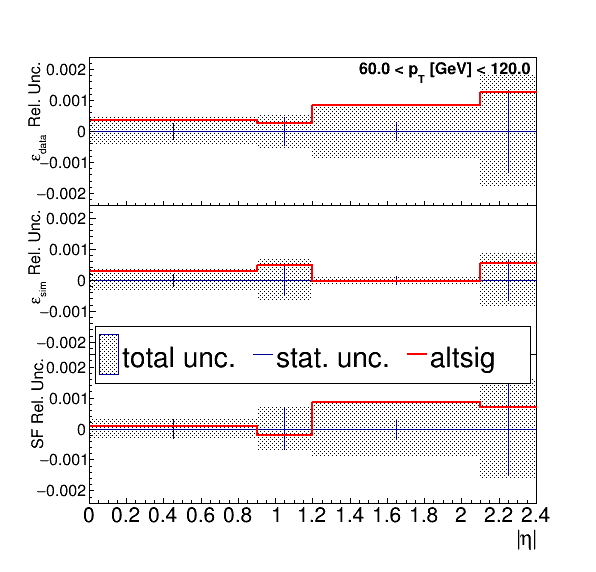 60.0 < p_T [GeV] < 120.0
ε_data Rel. Unc.
0.002
0.001
0
−0.001
−0.002
ε_sim Rel. Unc.
0.002
0.001
0
−0.001
−0.002
total unc. stat. unc. altsig
SF Rel. Unc.
0.002
0.001
0
−0.001
−0.002
0 0.2 0.4 0.6 0.8 1 1.2 1.4 1.6 1.8 2 2.2 2.4
|η|